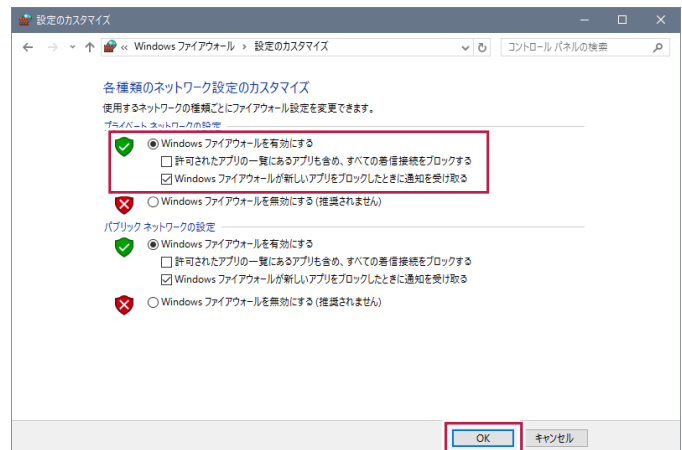 設定のカスタマイズ
« Windows ファイアウォール › 設定のカスタマイズ
コントロール パネルの検索
各種類のネットワーク設定のカスタマイズ
使用するネットワークの種類ごとにファイアウォール設定を変更できます。
プライベート ネットワークの設定
Windows ファイアウォールを有効にする
許可されたアプリの一覧にあるアプリも含め、すべての着信接続をブロックする
Windows ファイアウォールが新しいアプリをブロックしたときに通知を受け取る
Windows ファイアウォールを無効にする (推奨されません)
パブリック ネットワークの設定
Windows ファイアウォールを有効にする
許可されたアプリの一覧にあるアプリも含め、すべての着信接続をブロックする
Windows ファイアウォールが新しいアプリをブロックしたときに通知を受け取る
Windows ファイアウォールを無効にする (推奨されません)
OK
キャンセル